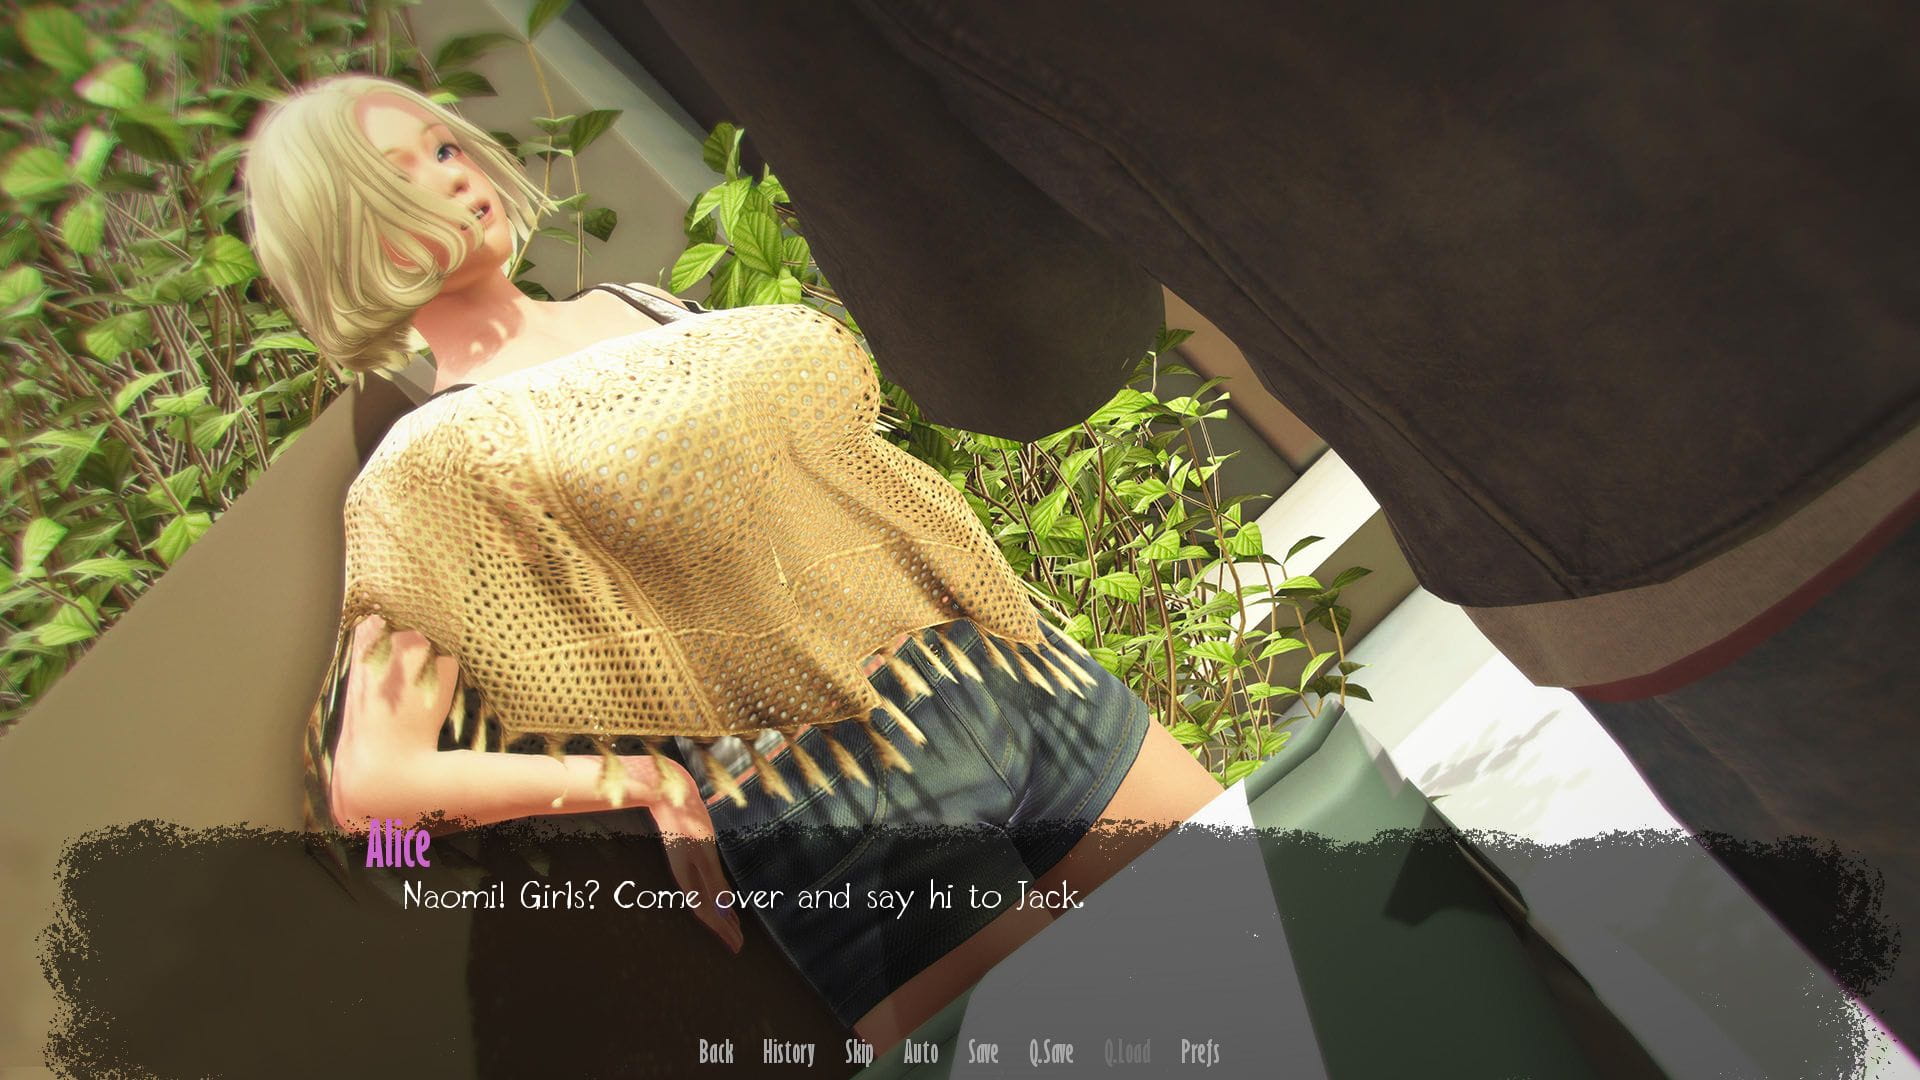 Alice
Naomi! Girls? Come over and say hi to Jack.
Back History Skip Auto Save Q.Save Q.Load Prefs